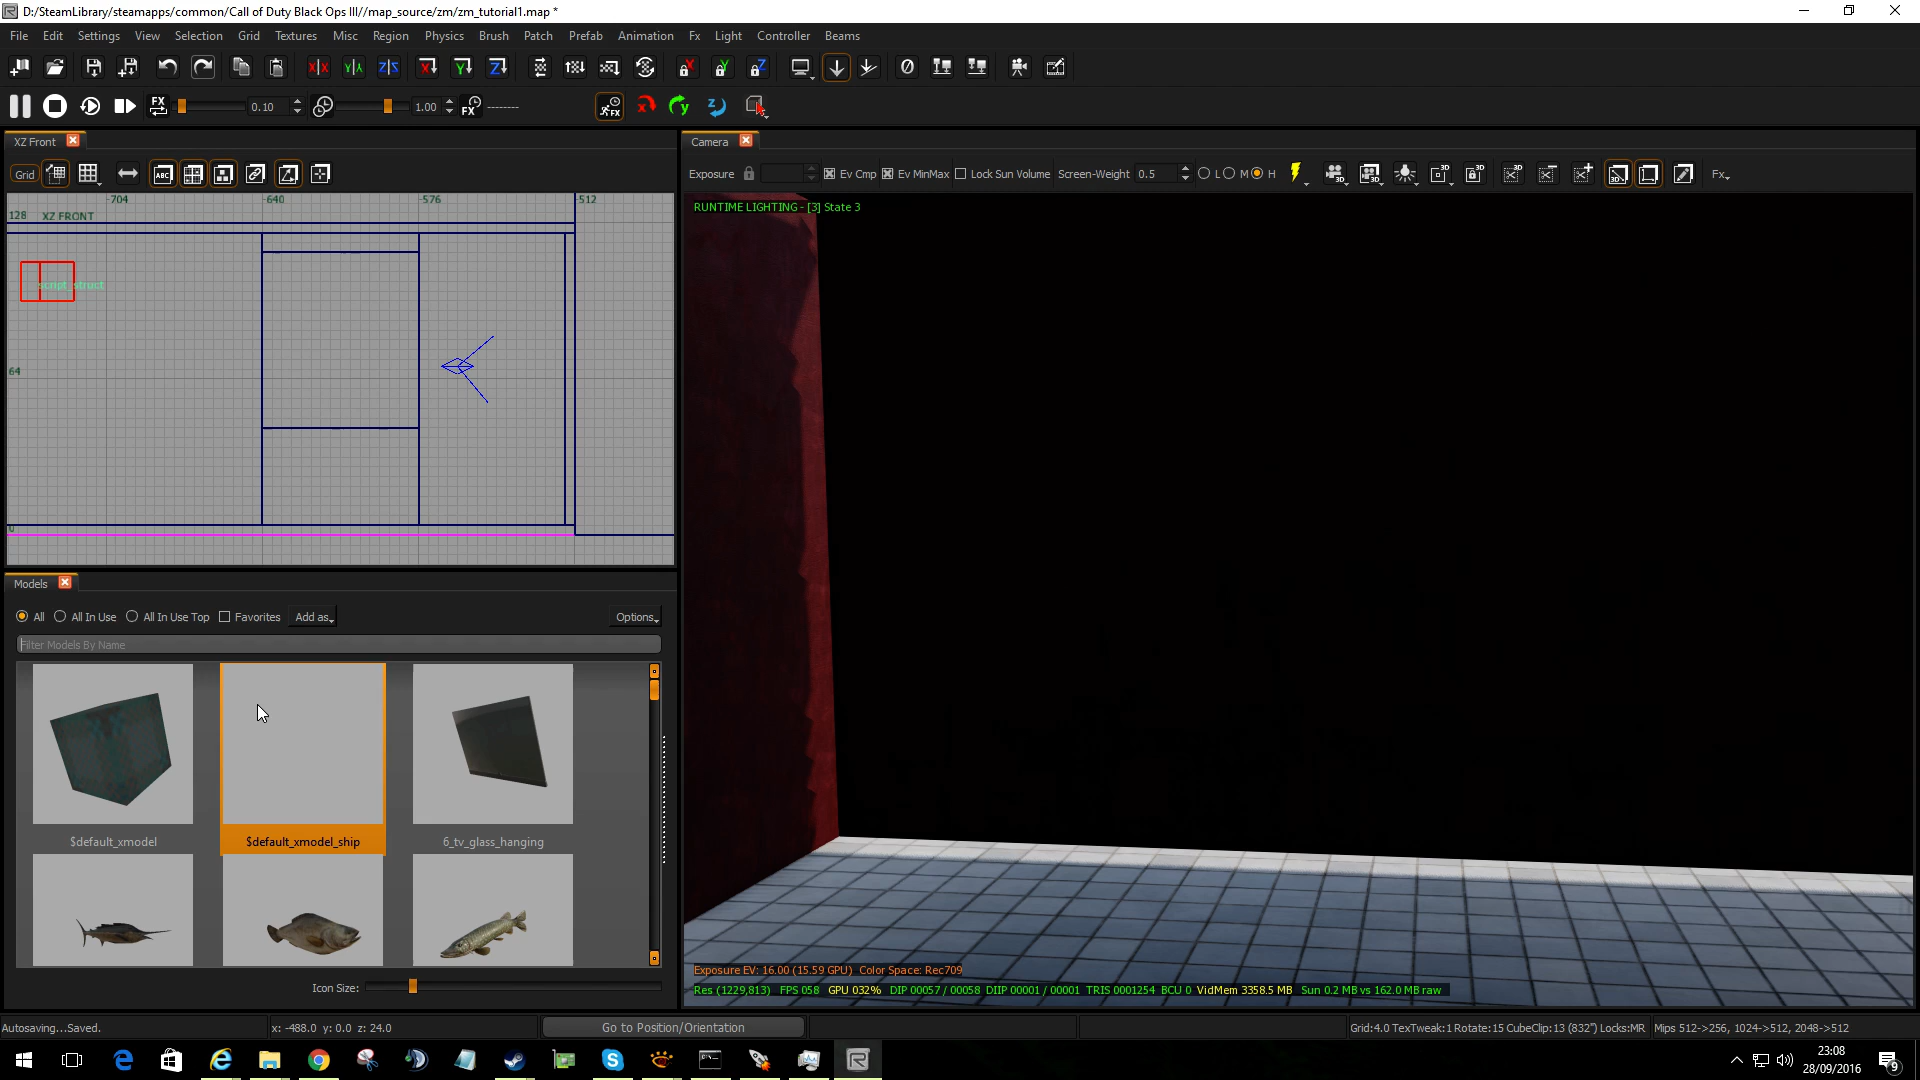 D:/SteamLibrary/steamapps/common/Call of Duty Black Ops III//map_source/zm/zm_tutorial1.map *
File Edit Settings View Selection Grid Textures Misc Region Physics Brush Patch Prefab Animation Fx Light Controller Beams
FX 0.10 1.00 FX --------
XZ Front
Camera
Grid ABC
Exposure Ev Cmp Ev MinMax Lock Sun Volume Screen-Weight 0.5 L M H Fx
-704 -640 -576 -512
128 XZ FRONT
RUNTIME LIGHTING - [3] State 3
script_struct
64
0
Models
All All In Use All In Use Top Favorites Add as Options
Filter Models By Name
$default_xmodel $default_xmodel_ship 6_tv_glass_hanging
Icon Size:
Exposure EV: 16.00 (15.59 GPU) Color Space: Rec709
Res (1229,813) FPS 058 GPU 032% DIP 00057 / 00058 DIIP 00001 / 00001 TRIS 0001254 BCU 0 VidMem 3358.5 MB Sun 0.2 MB vs 162.0 MB raw
Autosaving...Saved. x: -488.0 y: 0.0 z: 24.0 Go to Position/Orientation Grid:4.0 TexTweak:1 Rotate:15 CubeClip:13 (832") Locks:MR Mips 512->256, 1024->512, 2048->512
23:08
28/09/2016
9